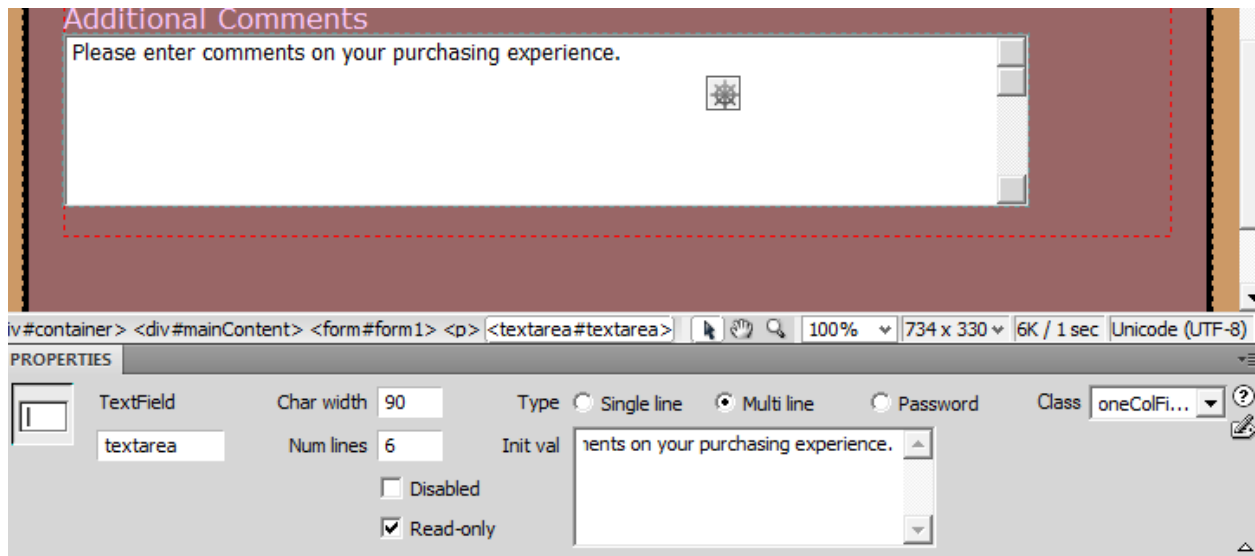 Additional Comments
Please enter comments on your purchasing experience.
iv#container> <div#mainContent> <form#form1> <p> <textarea#textarea> 100% 734 x 330 6K / 1 sec Unicode (UTF-8)
PROPERTIES
TextField Char width 90 Type Single line Multi line Password Class oneColFi...
textarea Num lines 6 Init val nents on your purchasing experience.
Disabled
Read-only